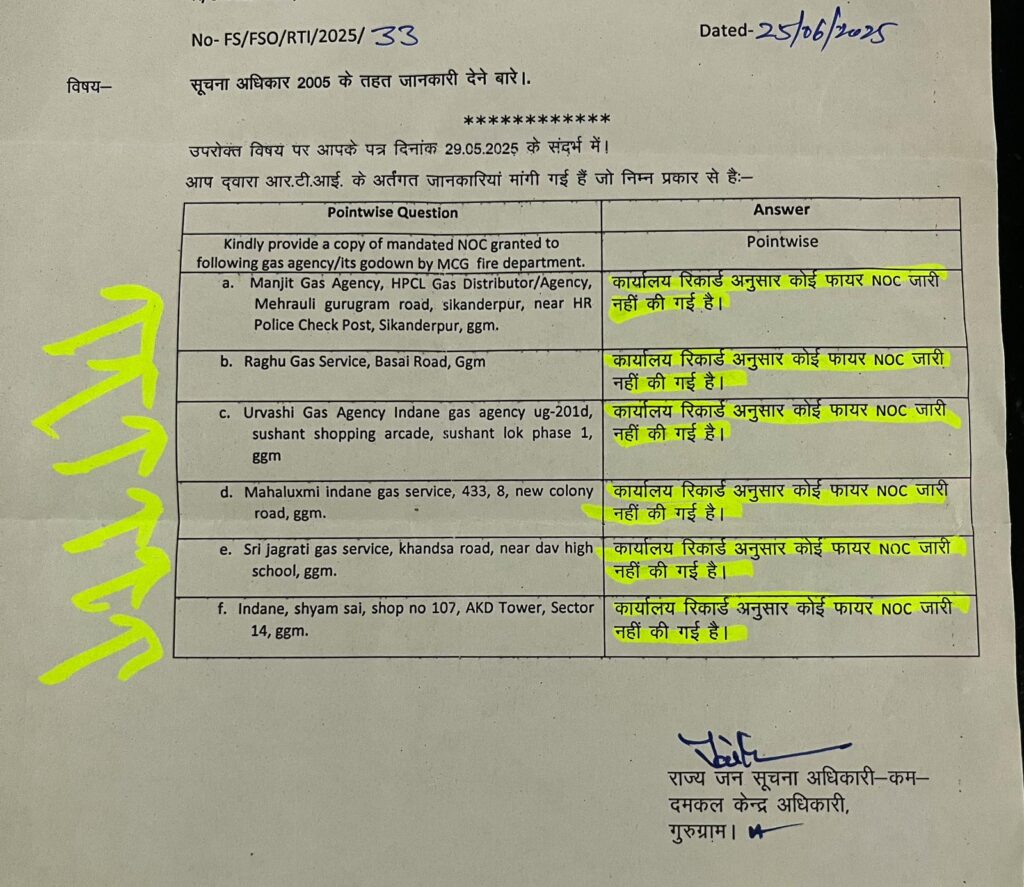 No- FS/FSO/RTI/2025/ 33
Dated- 25/06/2025
विषय– सूचना अधिकार 2005 के तहत जानकारी देने बारे।.
************
उपरोक्त विषय पर आपके पत्र दिनांक 29.05.2025 के संदर्भ में।
आप द्वारा आर.टी.आई. के अर्तंगत जानकारियां मांगी गई हैं जो निम्न प्रकार से है:–
Pointwise Question
Answer
Kindly provide a copy of mandated NOC granted to
following gas agency/its godown by MCG fire department.
Pointwise
a. Manjit Gas Agency, HPCL Gas Distributor/Agency,
Mehrauli gurugram road, sikanderpur, near HR
Police Check Post, Sikanderpur, ggm.
कार्यालय रिकार्ड अनुसार कोई फायर NOC जारी
नहीं की गई है।
b. Raghu Gas Service, Basai Road, Ggm
कार्यालय रिकार्ड अनुसार कोई फायर NOC जारी
नहीं की गई है।
c. Urvashi Gas Agency Indane gas agency ug-201d,
sushant shopping arcade, sushant lok phase 1,
ggm
कार्यालय रिकार्ड अनुसार कोई फायर NOC जारी
नहीं की गई है।
d. Mahaluxmi indane gas service, 433, 8, new colony
road, ggm.
कार्यालय रिकार्ड अनुसार कोई फायर NOC जारी
नहीं की गई है।
e. Sri jagrati gas service, khandsa road, near dav high
school, ggm.
कार्यालय रिकार्ड अनुसार कोई फायर NOC जारी
नहीं की गई है।
f. Indane, shyam sai, shop no 107, AKD Tower, Sector
14, ggm.
कार्यालय रिकार्ड अनुसार कोई फायर NOC जारी
नहीं की गई है।
राज्य जन सूचना अधिकारी–कम–
दमकल केन्द्र अधिकारी,
गुरुग्राम।